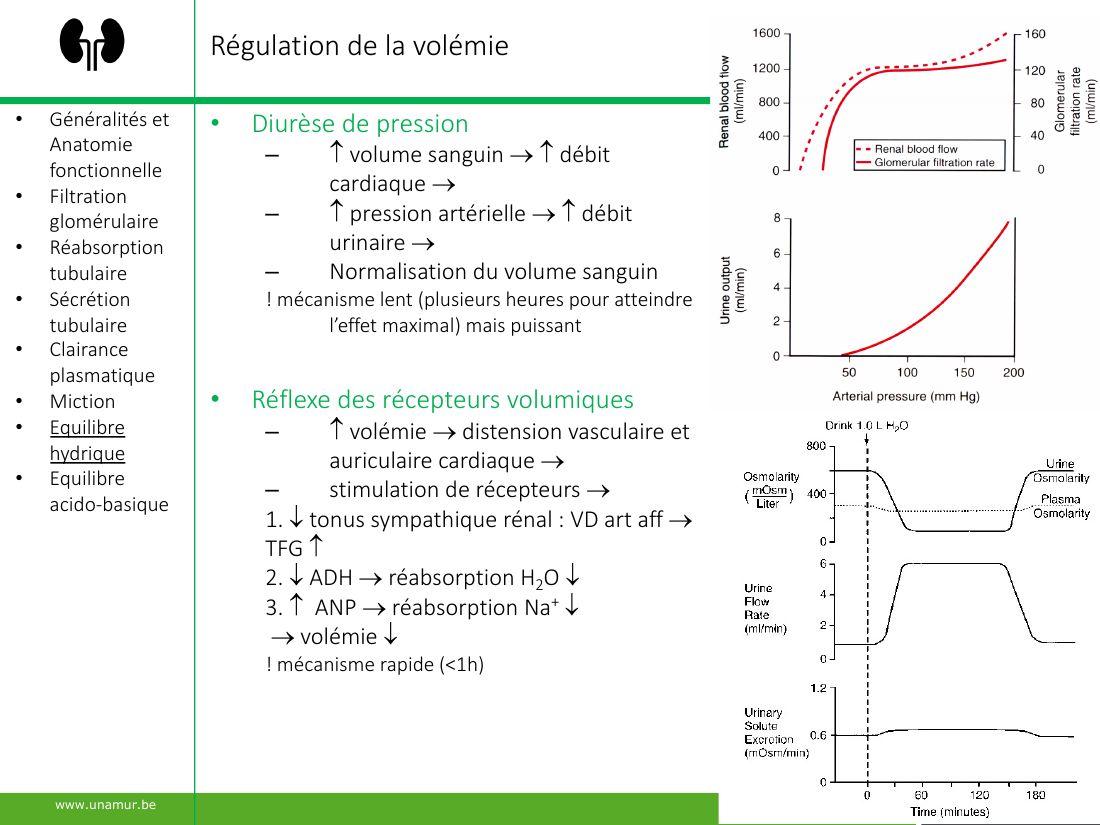 Régulation de la volémie
• Généralités et
Anatomie
fonctionnelle
• Filtration
glomérulaire
• Réabsorption
tubulaire
• Sécrétion
tubulaire
• Clairance
plasmatique
• Miction
• Equilibre
hydrique
• Equilibre
acido-basique
www.unamur.be
• Diurèse de pression
– ↑ volume sanguin → ↑ débit
cardiaque →
– ↑ pression artérielle → ↑ débit
urinaire →
– Normalisation du volume sanguin
! mécanisme lent (plusieurs heures pour atteindre
l’effet maximal) mais puissant
• Réflexe des récepteurs volumiques
– ↑ volémie → distension vasculaire et
auriculaire cardiaque →
– stimulation de récepteurs →
1. ↓ tonus sympathique rénal : VD art aff →
TFG ↑
2. ↓ ADH → réabsorption H₂O ↓
3. ↑ ANP → réabsorption Na⁺ ↓
→ volémie ↓
! mécanisme rapide (<1h)
Renal blood flow
(ml/min)
1600
1200
800
400
0
Glomerular
filtration rate
(ml/min)
160
120
80
40
0
Renal blood flow
Glomerular filtration rate
Urine output
(ml/min)
8
6
4
2
0
50 100 150 200
Arterial pressure (mm Hg)
Drink 1.0 L H₂O
Osmolarity
(mOsm
Liter)
800
400
0
Urine
Osmolarity
Plasma
Osmolarity
Urine
Flow
Rate
(ml/min)
6
4
2
0
Urinary
Solute
Excretion
(mOsm/min)
1.2
0.6
0
0 60 120 180
Time (minutes)